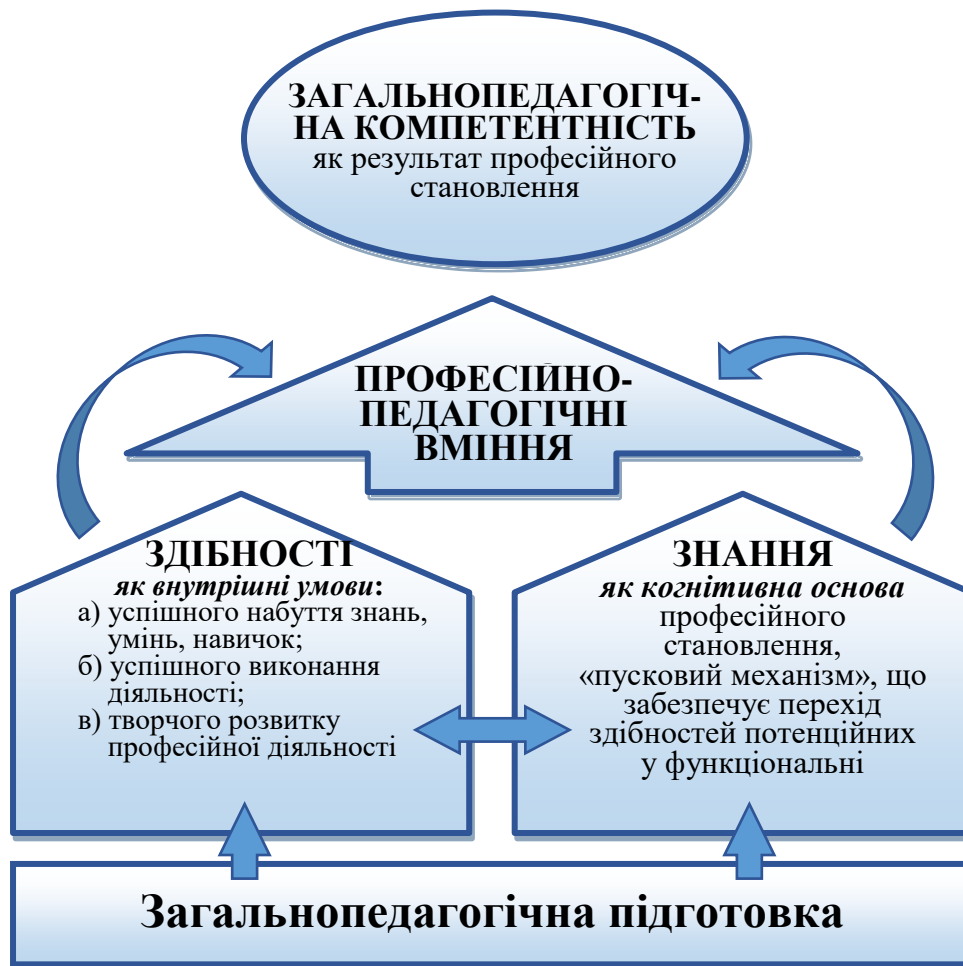 ЗАГАЛЬНОПЕДАГОГІЧ-
НА КОМПЕТЕНТНІСТЬ
як результат професійного
становлення
ПРОФЕСІЙНО-
ПЕДАГОГІЧНІ
ВМІННЯ
ЗДІБНОСТІ
як внутрішні умови:
а) успішного набуття знань,
умінь, навичок;
б) успішного виконання
діяльності;
в) творчого розвитку
професійної діяльності
ЗНАННЯ
як когнітивна основа
професійного
становлення,
«пусковий механізм», що
забезпечує перехід
здібностей потенційних
у функціональні
Загальнопедагогічна підготовка